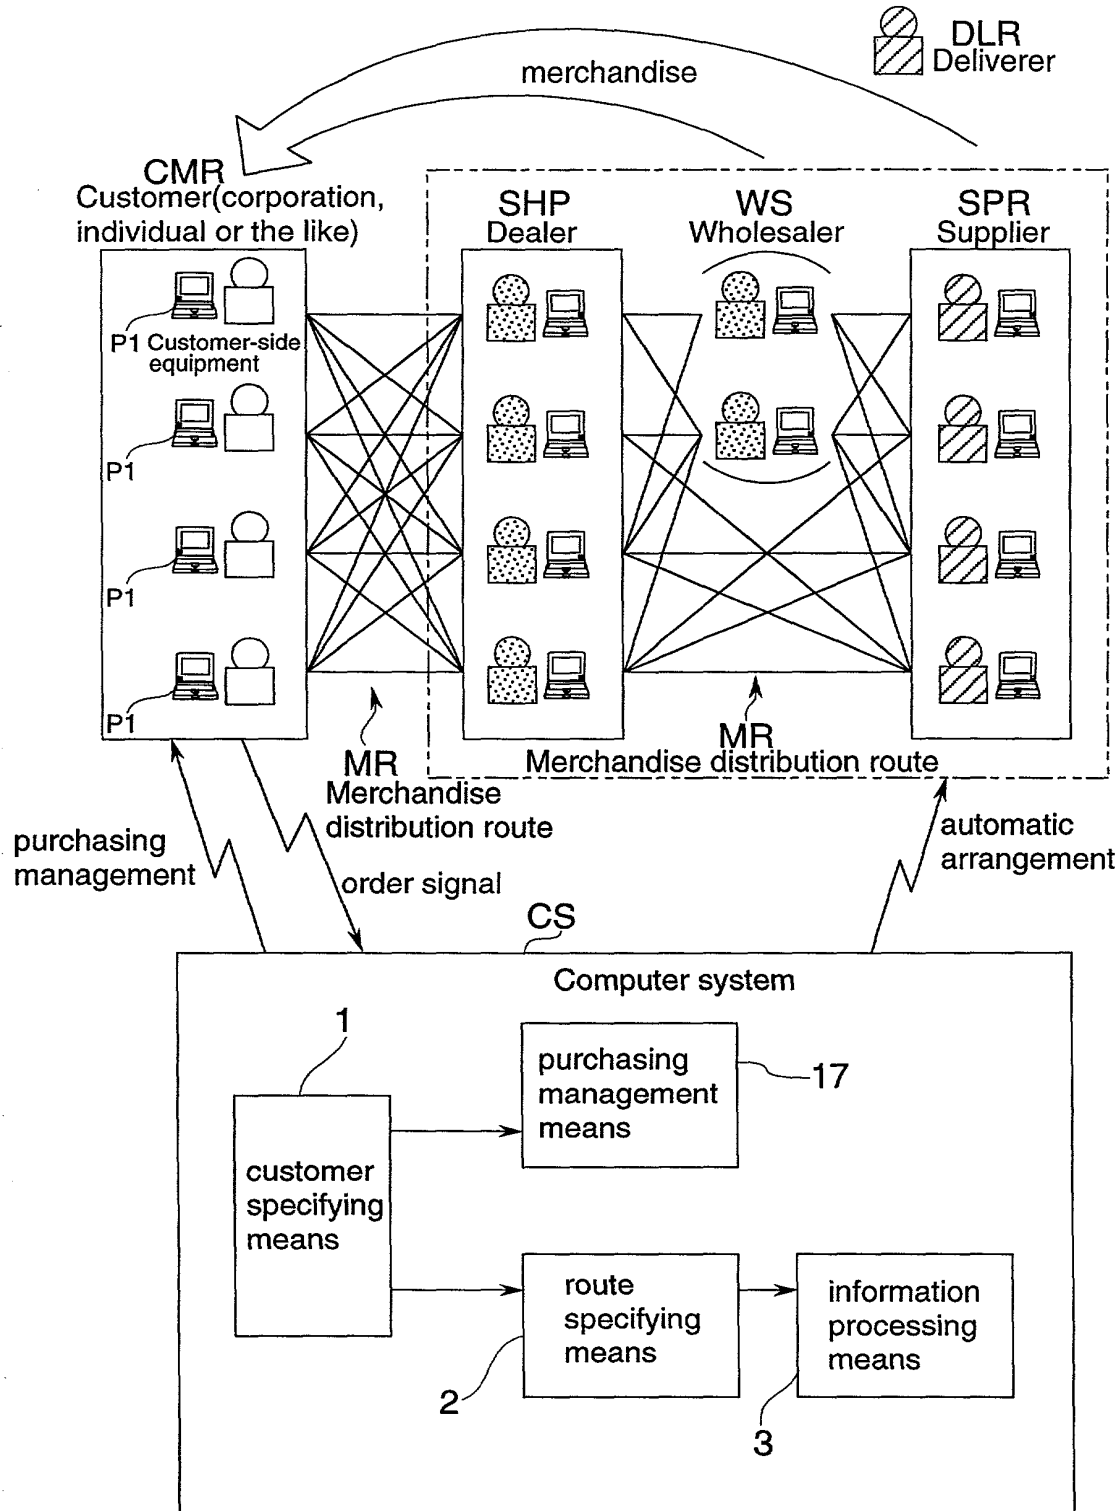 DLR
Deliverer
merchandise
CMR
Customer(corporation,
individual or the like)
SHP
Dealer
WS
Wholesaler
SPR
Supplier
P1 Customer-side
equipment
P1
P1
P1
MR
Merchandise
distribution route
MR
Merchandise distribution route
purchasing
management
order signal
automatic
arrangement
CS
Computer system
1
customer
specifying
means
purchasing
management
means
17
route
specifying
means
2
information
processing
means
3